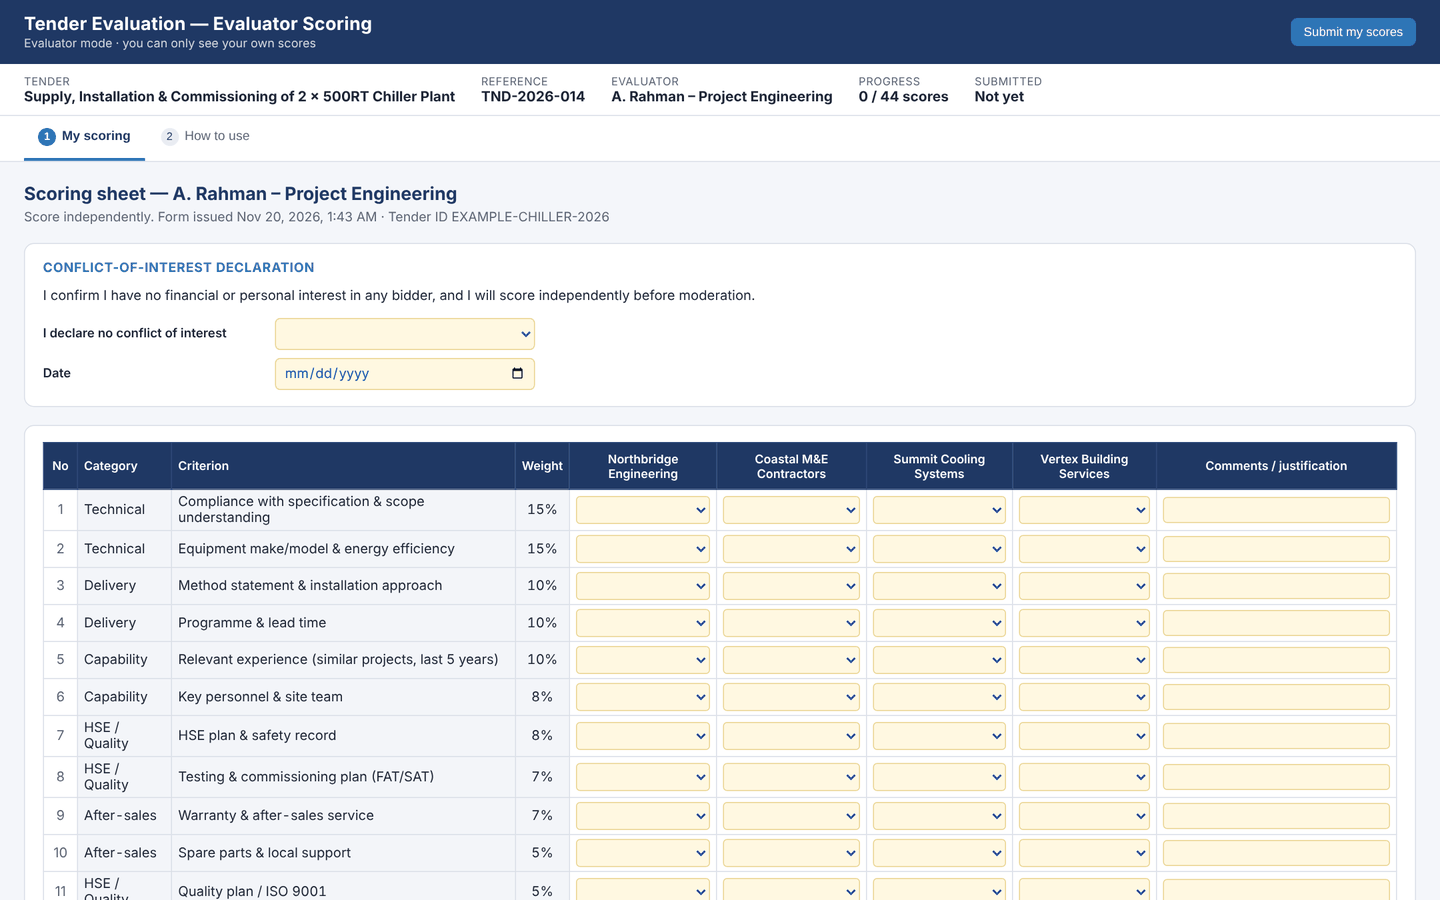 Tender Evaluation — Evaluator Scoring
Evaluator mode · you can only see your own scores
Submit my scores
TENDER
Supply, Installation & Commissioning of 2 × 500RT Chiller Plant
REFERENCE
TND-2026-014
EVALUATOR
A. Rahman – Project Engineering
PROGRESS
0 / 44 scores
SUBMITTED
Not yet
1 My scoring
2 How to use
Scoring sheet — A. Rahman – Project Engineering
Score independently. Form issued Nov 20, 2026, 1:43 AM · Tender ID EXAMPLE-CHILLER-2026
CONFLICT-OF-INTEREST DECLARATION
I confirm I have no financial or personal interest in any bidder, and I will score independently before moderation.
I declare no conflict of interest
Date mm/dd/yyyy
No Category Criterion Weight Northbridge Engineering Coastal M&E Contractors Summit Cooling Systems Vertex Building Services Comments / justification
1 Technical Compliance with specification & scope understanding 15%
2 Technical Equipment make/model & energy efficiency 15%
3 Delivery Method statement & installation approach 10%
4 Delivery Programme & lead time 10%
5 Capability Relevant experience (similar projects, last 5 years) 10%
6 Capability Key personnel & site team 8%
7 HSE / Quality HSE plan & safety record 8%
8 HSE / Quality Testing & commissioning plan (FAT/SAT) 7%
9 After-sales Warranty & after-sales service 7%
10 After-sales Spare parts & local support 5%
11 HSE / Quality Quality plan / ISO 9001 5%